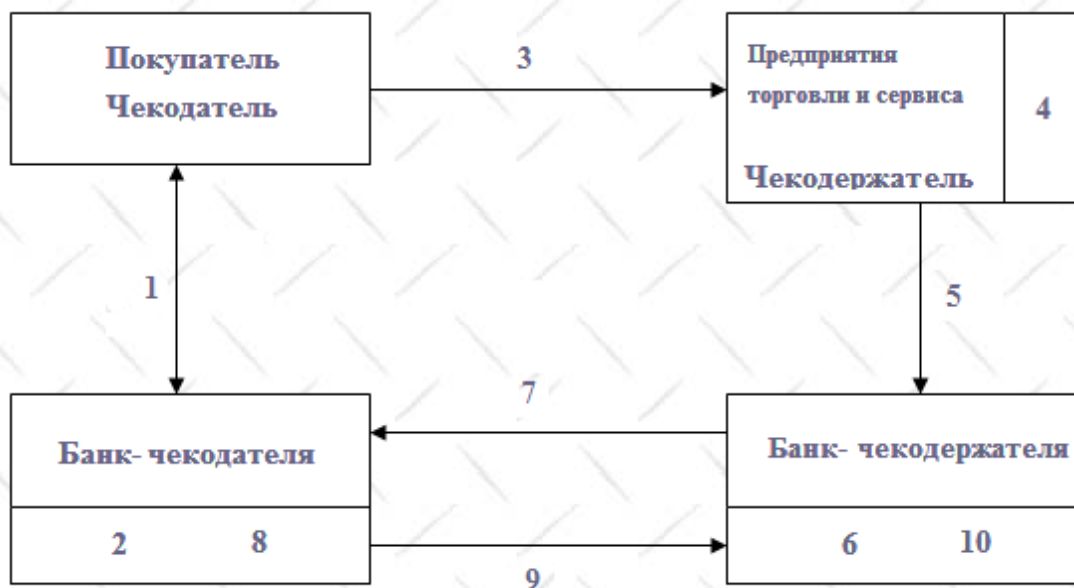 Покупатель
Чекодатель
3
Предприятия
торговли и сервиса
Чекодержатель
4
1
5
7
Банк- чекодателя
Банк- чекодержателя
2 8
9
6 10